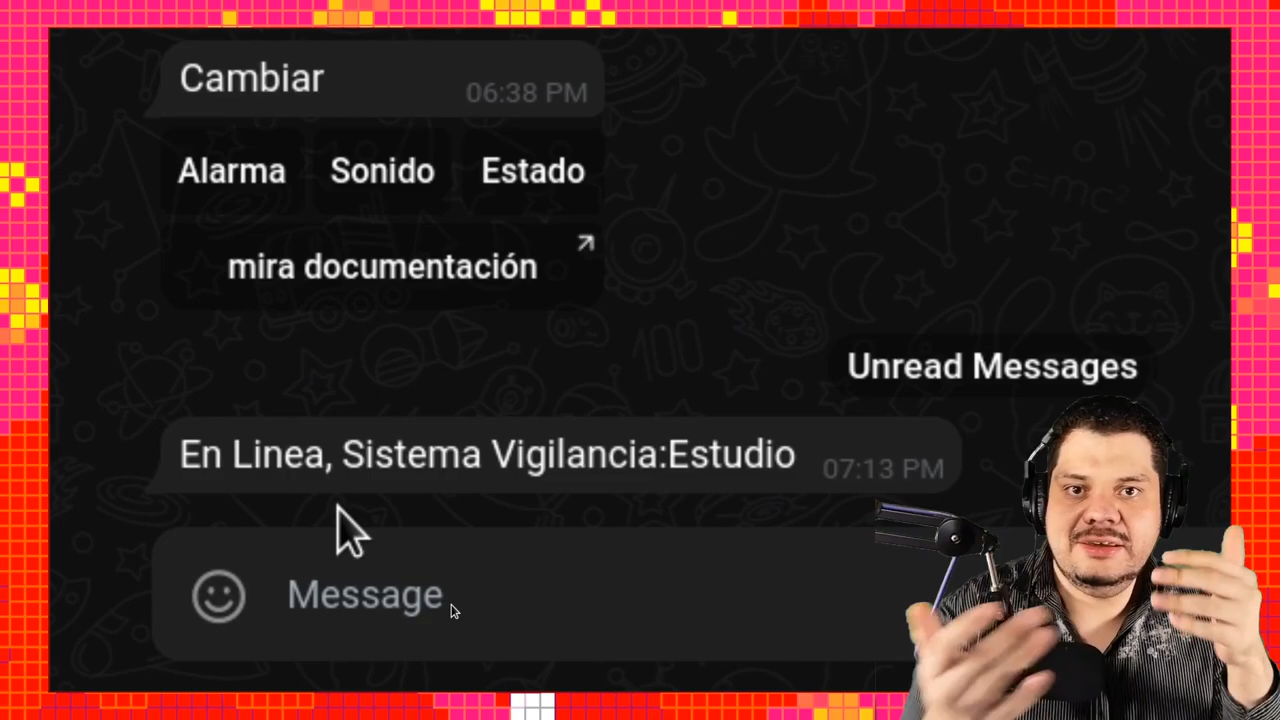 Cambiar
06:38 PM
Alarma Sonido Estado
mira documentación
Unread Messages
En Linea, Sistema Vigilancia:Estudio
07:13 PM
Message